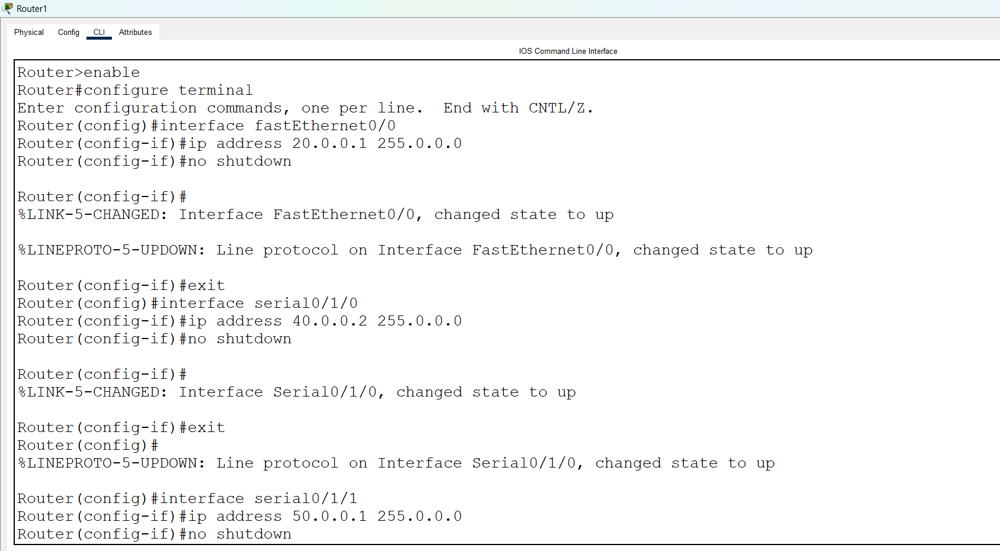 Router1
Physical Config CLI Attributes
IOS Command Line Interface
Router>enable
Router#configure terminal
Enter configuration commands, one per line.  End with CNTL/Z.
Router(config)#interface fastEthernet0/0
Router(config-if)#ip address 20.0.0.1 255.0.0.0
Router(config-if)#no shutdown
Router(config-if)#
%LINK-5-CHANGED: Interface FastEthernet0/0, changed state to up
%LINEPROTO-5-UPDOWN: Line protocol on Interface FastEthernet0/0, changed state to up
Router(config-if)#exit
Router(config)#interface serial0/1/0
Router(config-if)#ip address 40.0.0.2 255.0.0.0
Router(config-if)#no shutdown
Router(config-if)#
%LINK-5-CHANGED: Interface Serial0/1/0, changed state to up
Router(config-if)#exit
Router(config)#
%LINEPROTO-5-UPDOWN: Line protocol on Interface Serial0/1/0, changed state to up
Router(config)#interface serial0/1/1
Router(config-if)#ip address 50.0.0.1 255.0.0.0
Router(config-if)#no shutdown